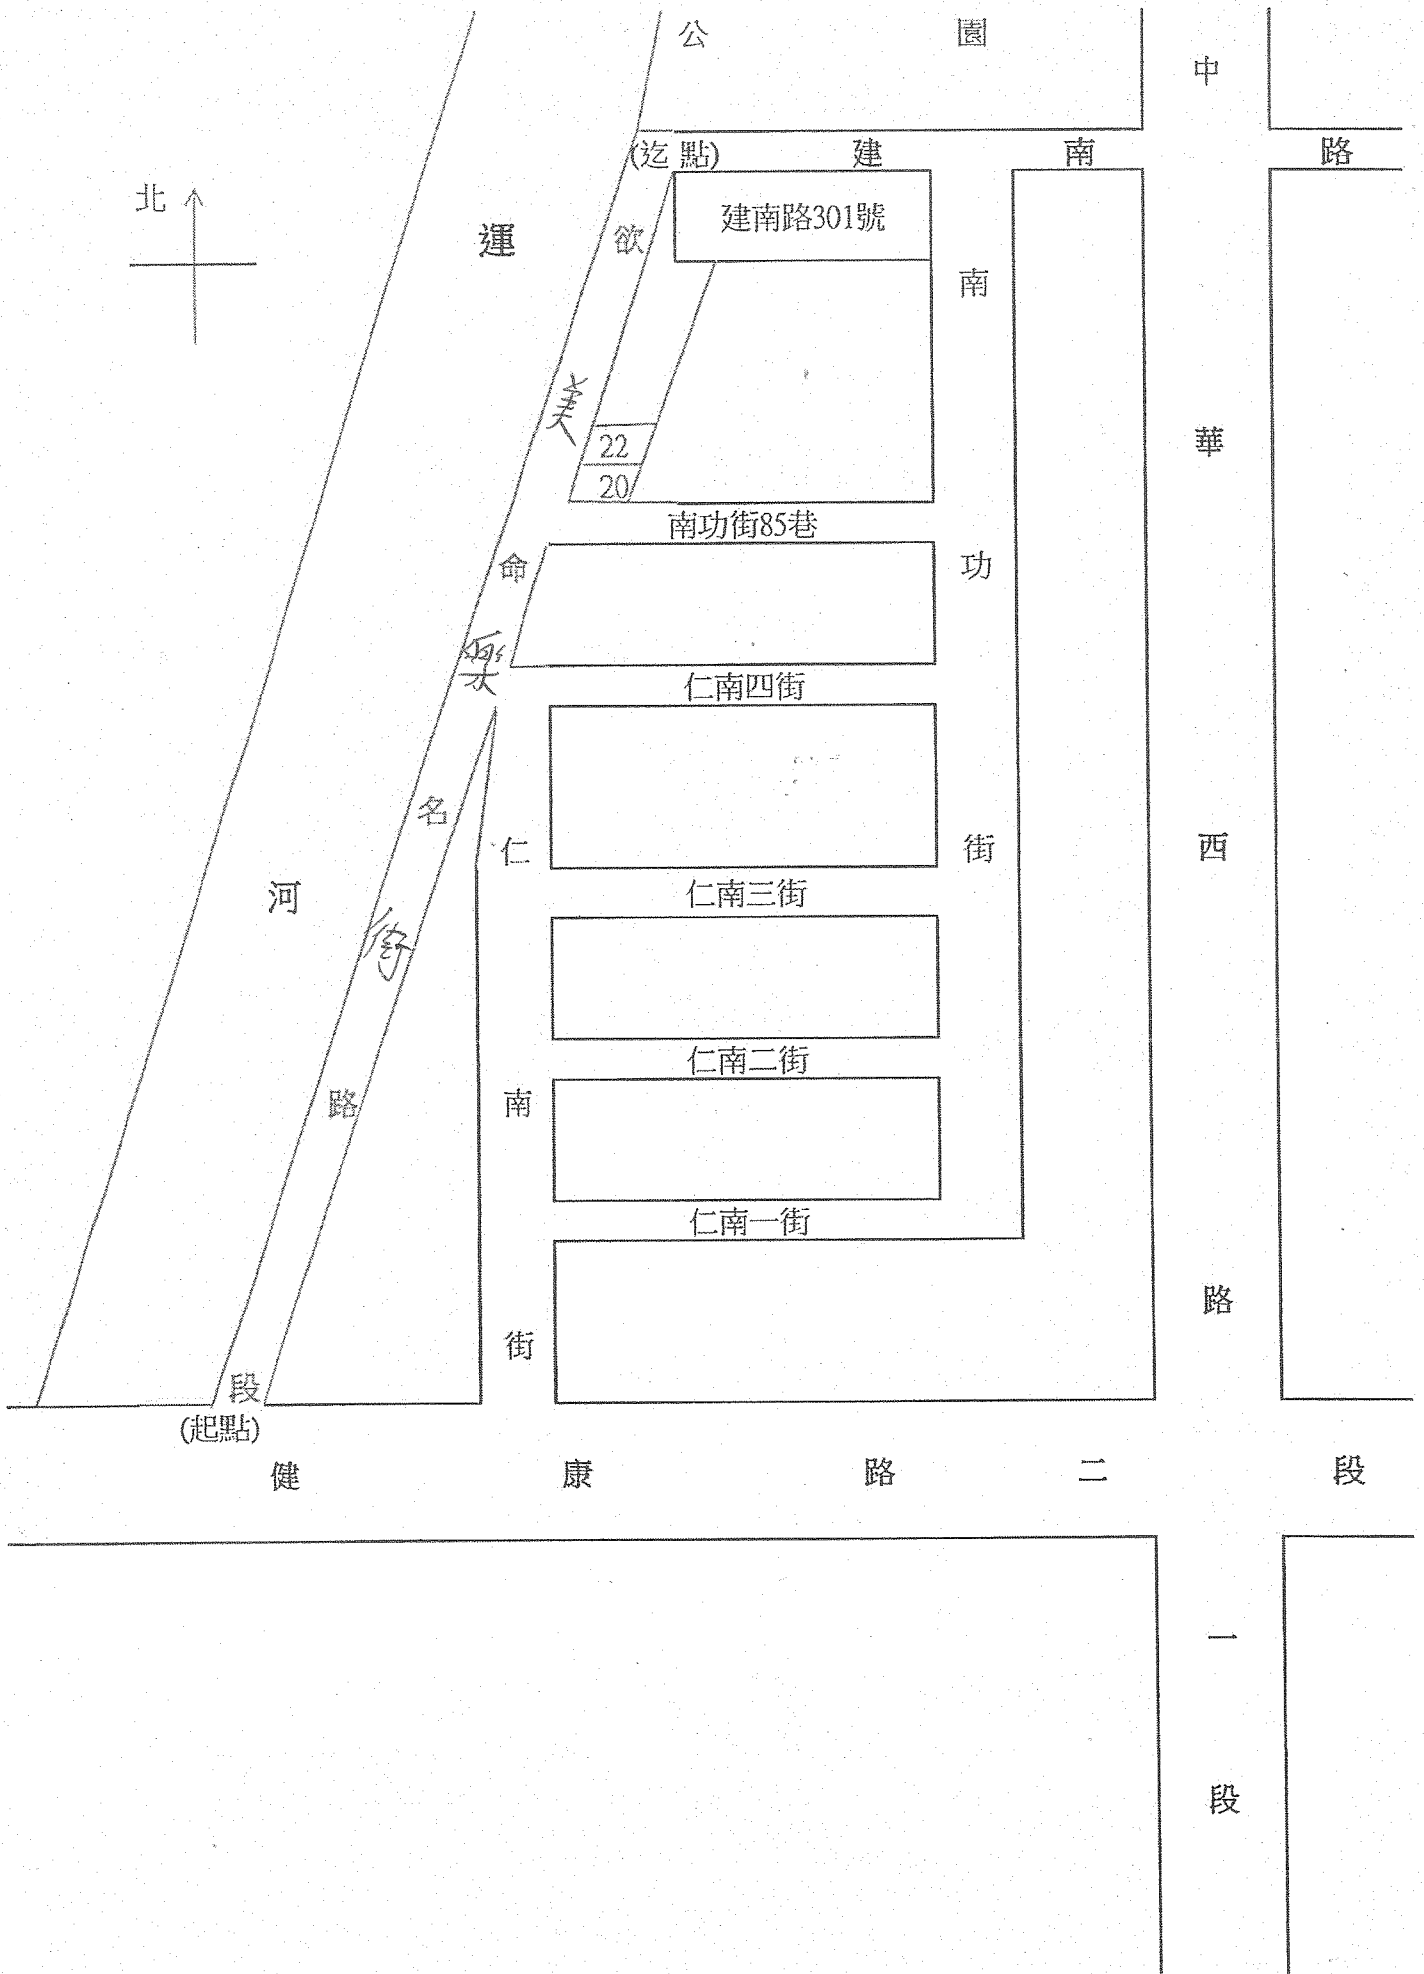 公園
中華西路一段
(迄點)
建南路
北
運河
建南路301號
欲命名路段
美樂街
22
20
南功街85巷
南功街
仁南四街
仁南三街
仁南二街
仁南一街
仁南街
(起點)
健康路二段